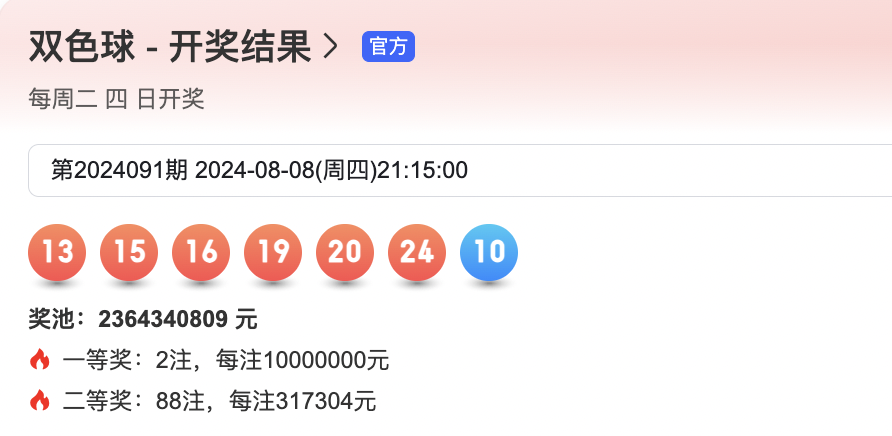 双色球 - 开奖结果 > 官方
每周二 四 日开奖
第2024091期 2024-08-08(周四)21:15:00
13 15 16 19 20 24 10
奖池：2364340809 元
一等奖：2注，每注10000000元
二等奖：88注，每注317304元